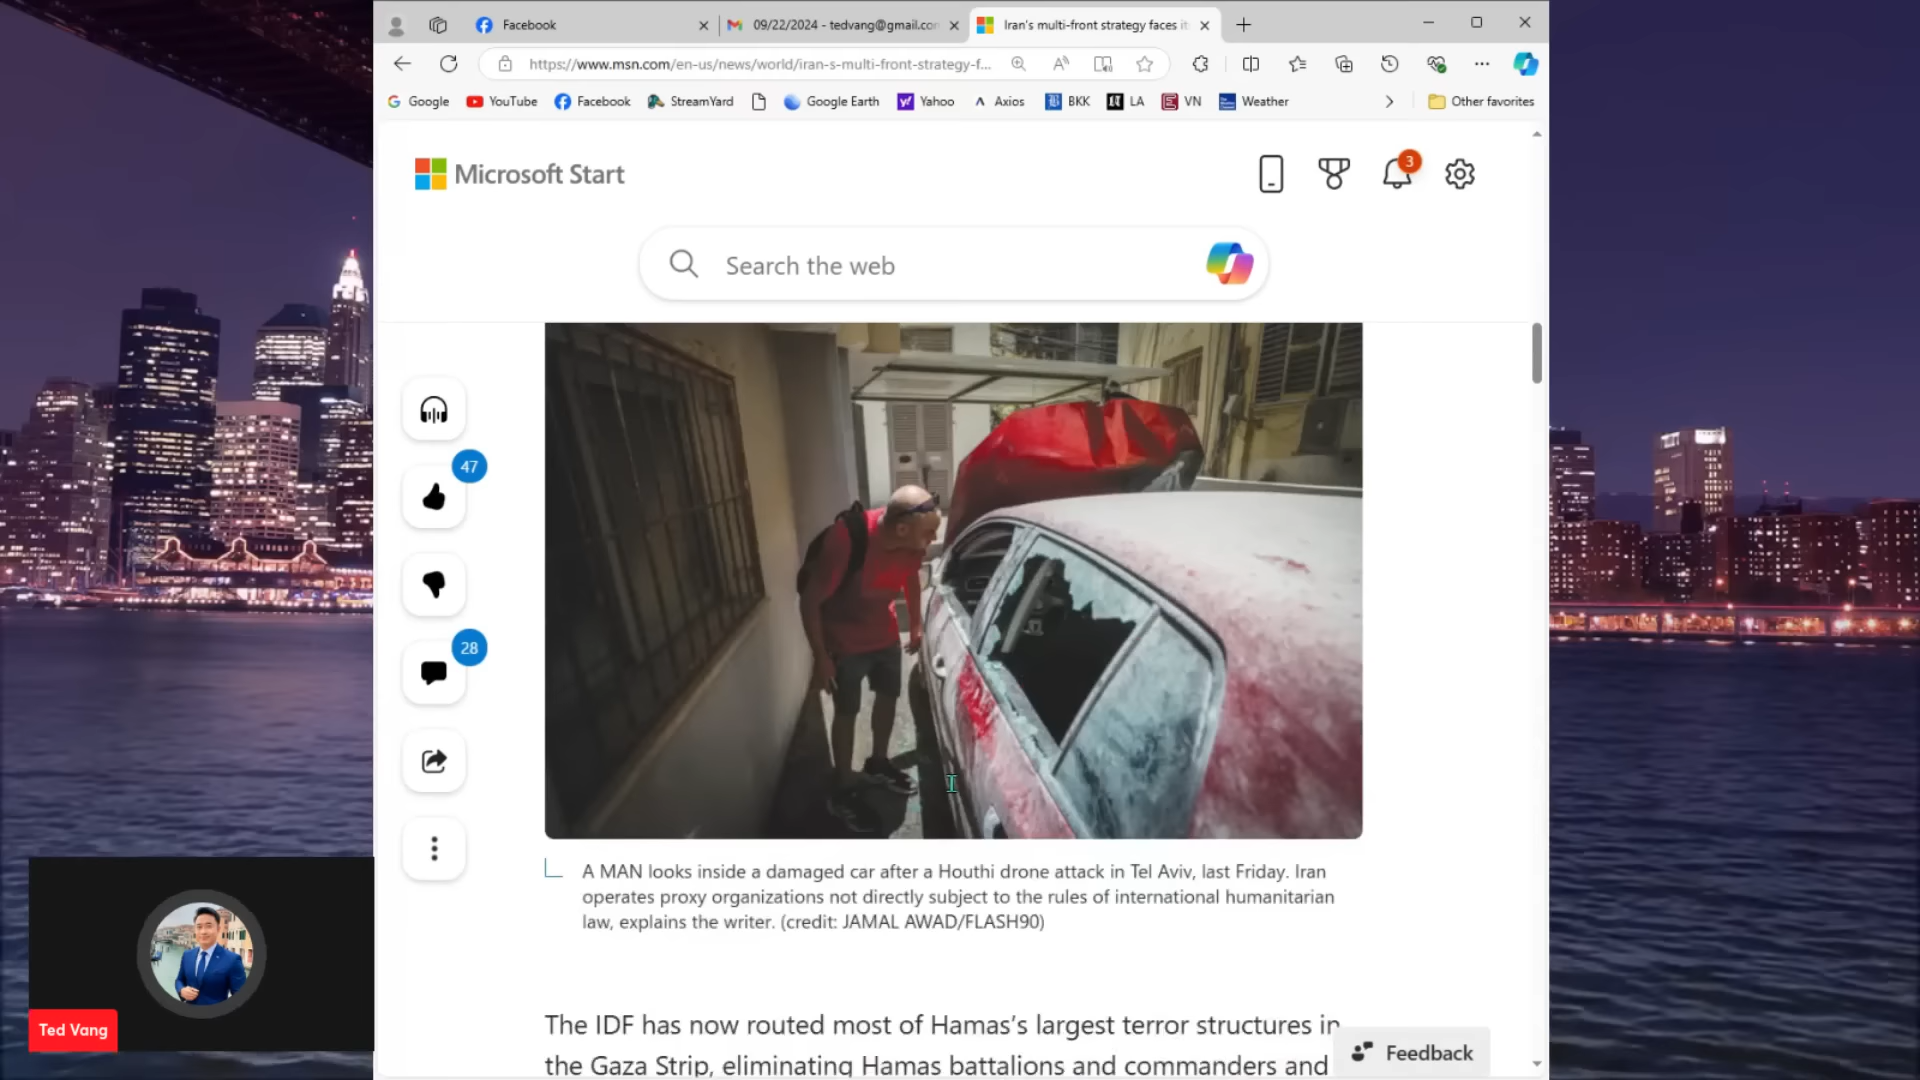 Facebook
09/22/2024 - tedvang@gmail.co
Iran's multi-front strategy faces it
https://www.msn.com/en-us/news/world/iran-s-multi-front-strategy-f...
Google
YouTube
Facebook
StreamYard
Google Earth
Yahoo
Axios
BKK
LA
VN
Weather
Other favorites
Microsoft Start
3
Search the web
47
28
A MAN looks inside a damaged car after a Houthi drone attack in Tel Aviv, last Friday. Iran
operates proxy organizations not directly subject to the rules of international humanitarian
law, explains the writer. (credit: JAMAL AWAD/FLASH90)
The IDF has now routed most of Hamas’s largest terror structures in
the Gaza Strip, eliminating Hamas battalions and commanders and
Feedback
Ted Vang